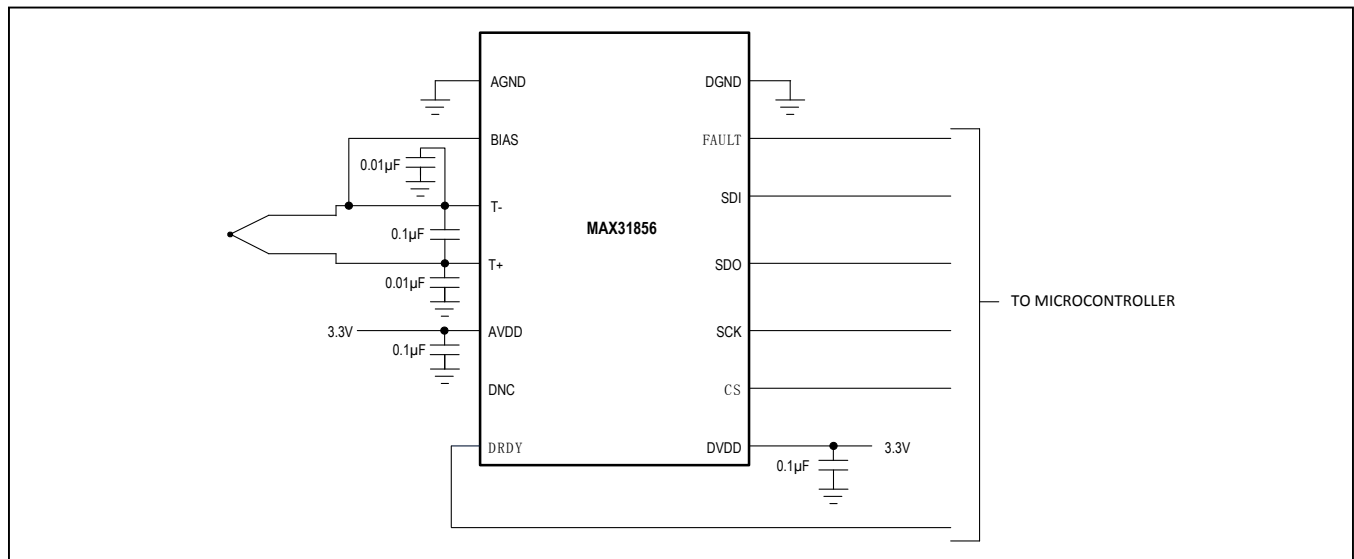 AGND
DGND
BIAS
FAULT
0.01µF
SDI
T-
MAX31856
0.1µF
SDO
T+
0.01µF
TO MICROCONTROLLER
3.3V
AVDD
SCK
0.1µF
DNC
CS
DRDY
DVDD
3.3V
0.1µF